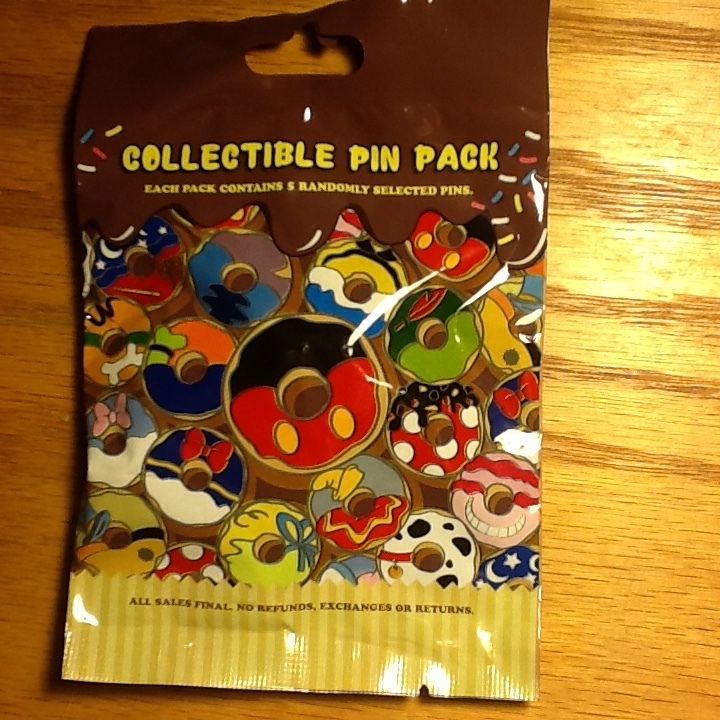 COLLECTIBLE PIN PACK
EACH PACK CONTAINS 5 RANDOMLY SELECTED PINS.
ALL SALES FINAL. NO REFUNDS, EXCHANGES OR RETURNS.